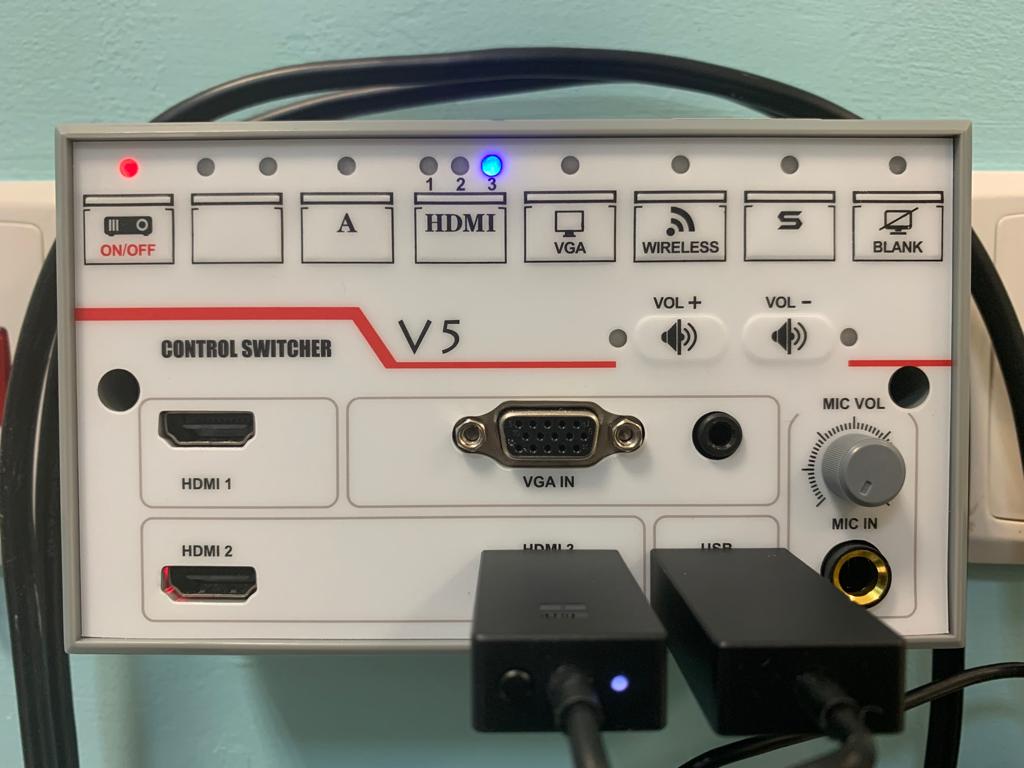 1 2 3
ON/OFF
A
HDMI
VGA
WIRELESS
S
BLANK
VOL + VOL -
CONTROL SWITCHER V5
MIC VOL
HDMI 1
VGA IN
MIC IN
HDMI 2
USB